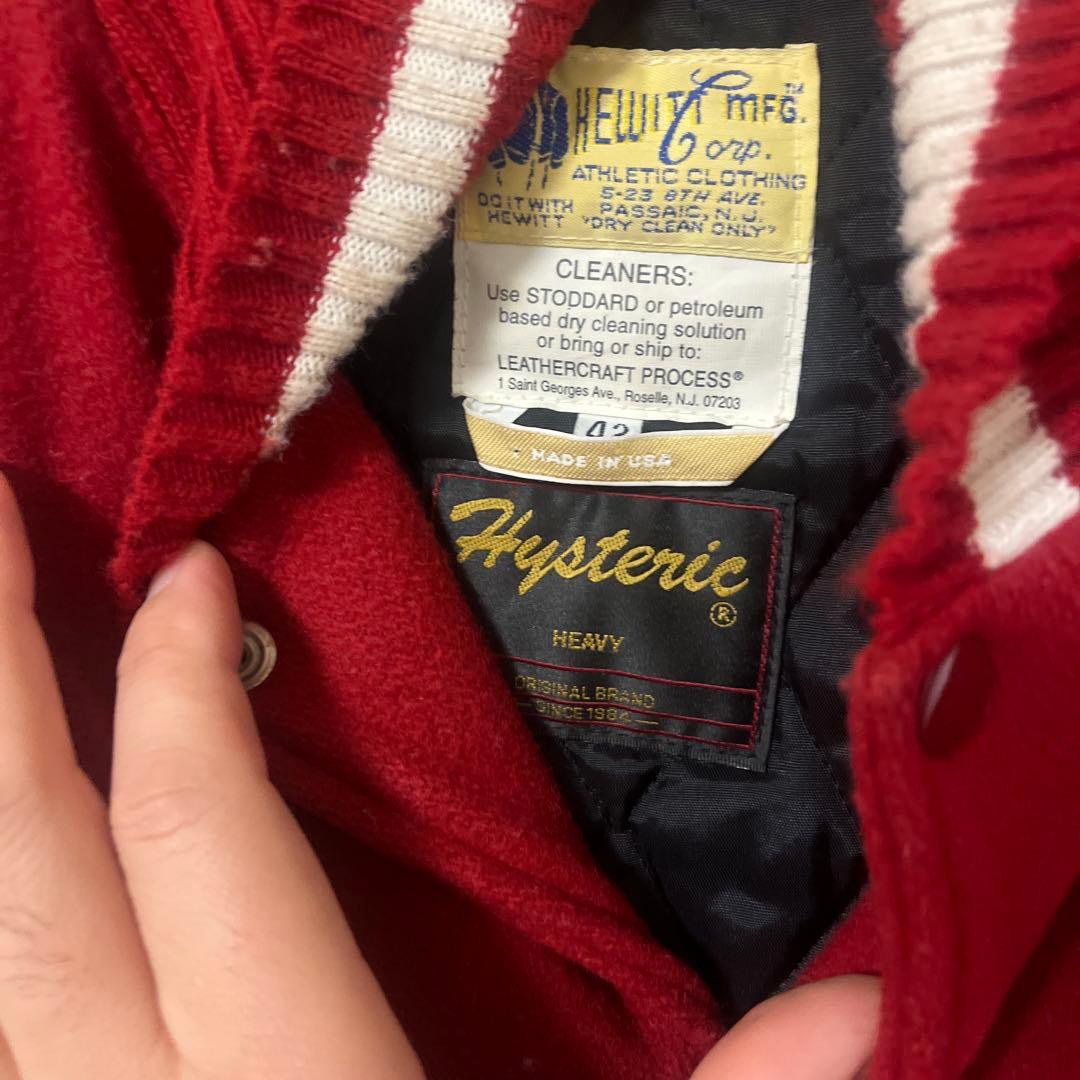 HEWITT MFG.™
Corp.
ATHLETIC CLOTHING
5-23 8TH AVE.
DO IT WITH
HEWITT
PASSAIC, N.J.
"DRY CLEAN ONLY"
CLEANERS:
Use STODDARD or petroleum
based dry cleaning solution
or bring or ship to:
LEATHERCRAFT PROCESS®
1 Saint Georges Ave., Roselle, N.J. 07203
42
MADE IN USA
Hysteric
®
HEAVY
ORIGINAL BRAND
— SINCE 1984 —